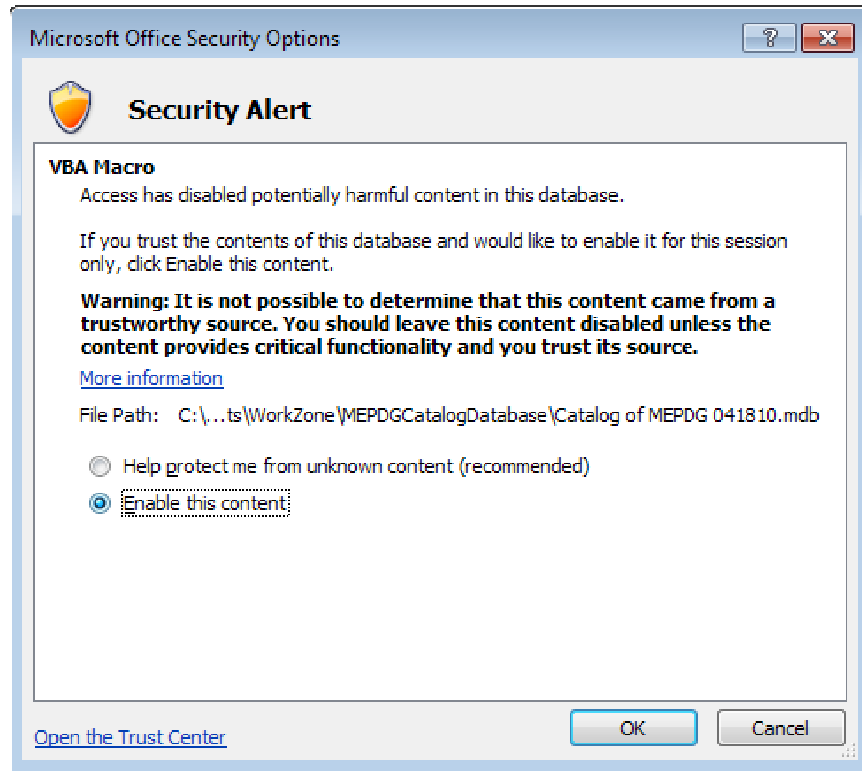 Microsoft Office Security Options
Security Alert
VBA Macro
Access has disabled potentially harmful content in this database.
If you trust the contents of this database and would like to enable it for this session
only, click Enable this content.
Warning: It is not possible to determine that this content came from a
trustworthy source. You should leave this content disabled unless the
content provides critical functionality and you trust its source.
More information
File Path: C:\...ts\WorkZone\MEPDGCatalogDatabase\Catalog of MEPDG 041810.mdb
Help protect me from unknown content (recommended)
Enable this content
Open the Trust Center
OK
Cancel